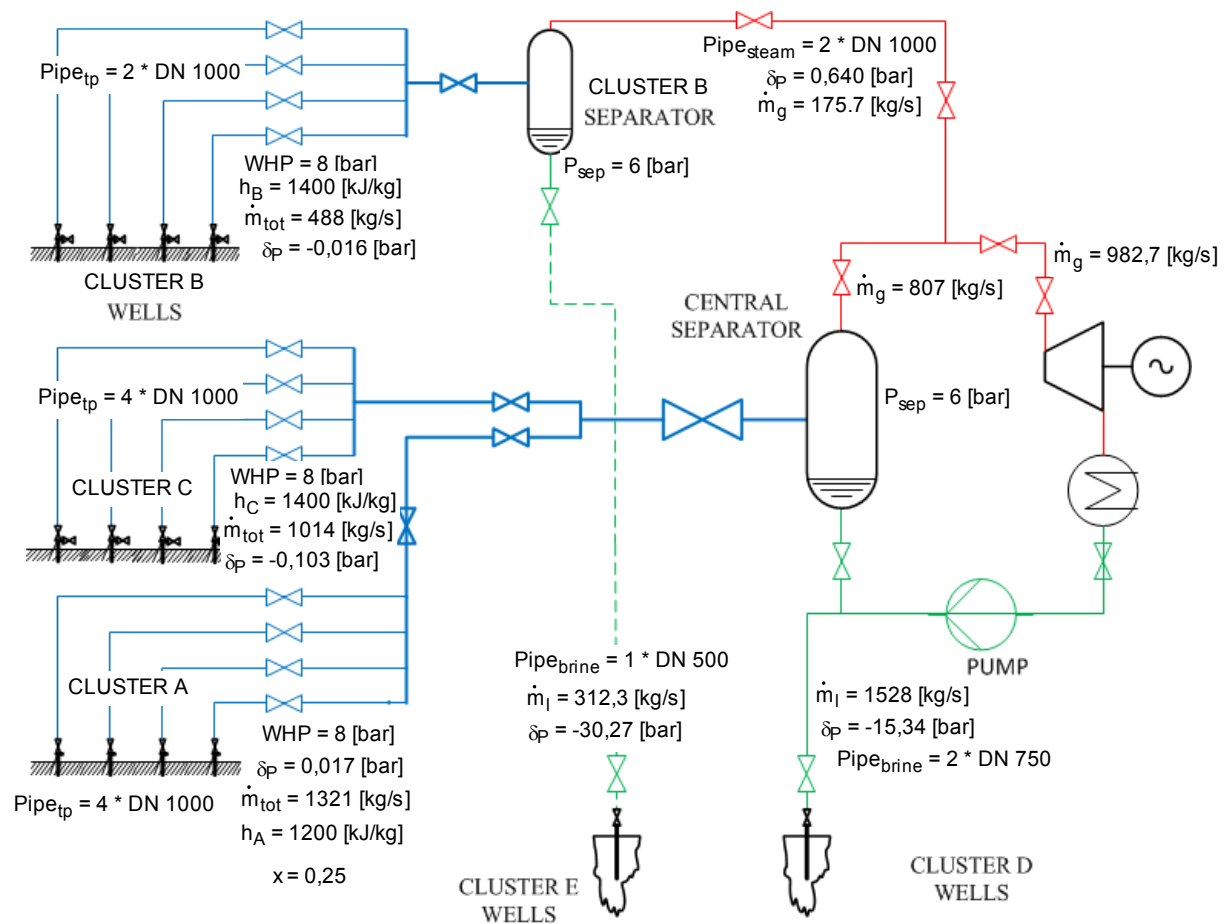 Pipe_tp = 2 * DN 1000
WHP = 8 [bar]
h_B = 1400 [kJ/kg]
ṁ_tot = 488 [kg/s]
δ_P = -0,016 [bar]
CLUSTER B
WELLS
CLUSTER B
SEPARATOR
P_sep = 6 [bar]
Pipe_steam = 2 * DN 1000
δ_P = 0,640 [bar]
ṁ_g = 175.7 [kg/s]
ṁ_g = 982,7 [kg/s]
ṁ_g = 807 [kg/s]
CENTRAL
SEPARATOR
P_sep = 6 [bar]
Pipe_tp = 4 * DN 1000
CLUSTER C
WHP = 8 [bar]
h_C = 1400 [kJ/kg]
ṁ_tot = 1014 [kg/s]
δ_P = -0,103 [bar]
CLUSTER A
WHP = 8 [bar]
δ_P = 0,017 [bar]
ṁ_tot = 1321 [kg/s]
h_A = 1200 [kJ/kg]
x = 0,25
Pipe_tp = 4 * DN 1000
Pipe_brine = 1 * DN 500
ṁ_l = 312,3 [kg/s]
δ_P = -30,27 [bar]
CLUSTER E
WELLS
PUMP
ṁ_l = 1528 [kg/s]
δ_P = -15,34 [bar]
Pipe_brine = 2 * DN 750
CLUSTER D
WELLS